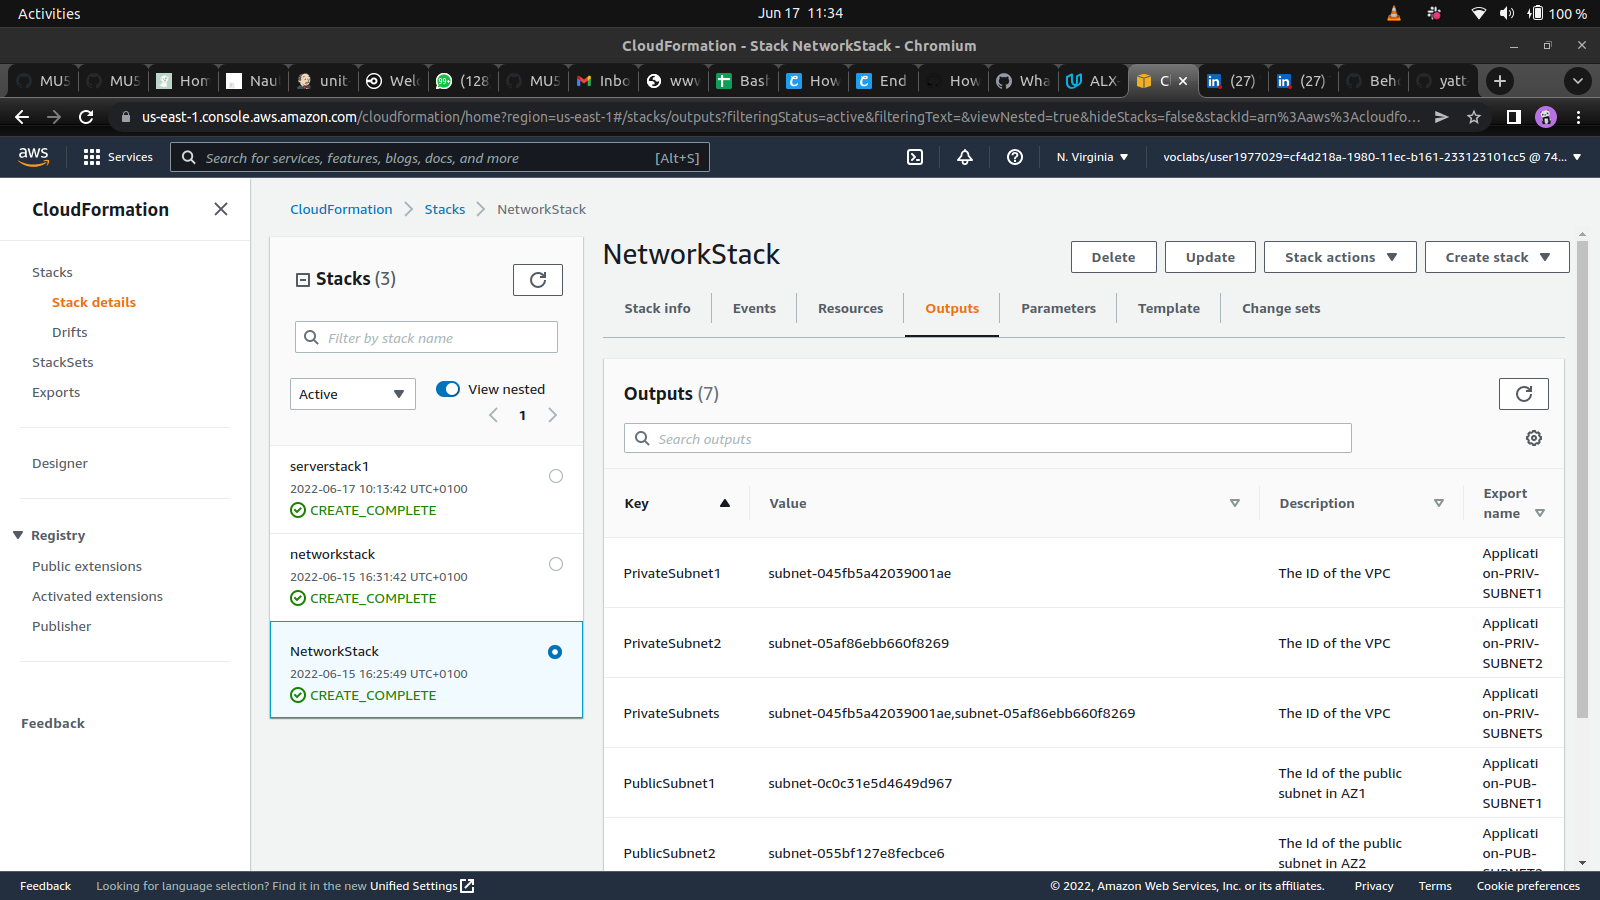 Activities
Jun 17 11:34
100 %
CloudFormation - Stack NetworkStack - Chromium
MU5
MU5
Hom
Naut
unit
Welc
(128
MU5
Inbo
www
Bash
How
End
How
Wha
ALX
Cl
(27)
(27)
Behe
yatt
us-east-1.console.aws.amazon.com/cloudformation/home?region=us-east-1#/stacks/outputs?filteringStatus=active&filteringText=&viewNested=true&hideStacks=false&stackId=arn%3Aaws%3Acloudfo...
aws
Services
Search for services, features, blogs, docs, and more
[Alt+S]
N. Virginia
voclabs/user1977029=cf4d218a-1980-11ec-b161-233123101cc5 @ 74...
CloudFormation
Stacks
Stack details
Drifts
StackSets
Exports
Designer
Registry
Public extensions
Activated extensions
Publisher
Feedback
CloudFormation
Stacks
NetworkStack
Stacks (3)
Filter by stack name
Active
View nested
1
serverstack1
2022-06-17 10:13:42 UTC+0100
CREATE_COMPLETE
networkstack
2022-06-15 16:31:42 UTC+0100
CREATE_COMPLETE
NetworkStack
2022-06-15 16:25:49 UTC+0100
CREATE_COMPLETE
NetworkStack
Delete
Update
Stack actions
Create stack
Stack info
Events
Resources
Outputs
Parameters
Template
Change sets
Outputs (7)
Search outputs
Key
Value
Description
Export
name
PrivateSubnet1
subnet-045fb5a42039001ae
The ID of the VPC
Applicati
on-PRIV-
SUBNET1
PrivateSubnet2
subnet-05af86ebb660f8269
The ID of the VPC
Applicati
on-PRIV-
SUBNET2
PrivateSubnets
subnet-045fb5a42039001ae,subnet-05af86ebb660f8269
The ID of the VPC
Applicati
on-PRIV-
SUBNETS
PublicSubnet1
subnet-0c0c31e5d4649d967
The Id of the public
subnet in AZ1
Applicati
on-PUB-
SUBNET1
PublicSubnet2
subnet-055bf127e8fecbce6
The Id of the public
subnet in AZ2
Applicati
on-PUB-
Feedback
Looking for language selection? Find it in the new Unified Settings
© 2022, Amazon Web Services, Inc. or its affiliates.
Privacy
Terms
Cookie preferences